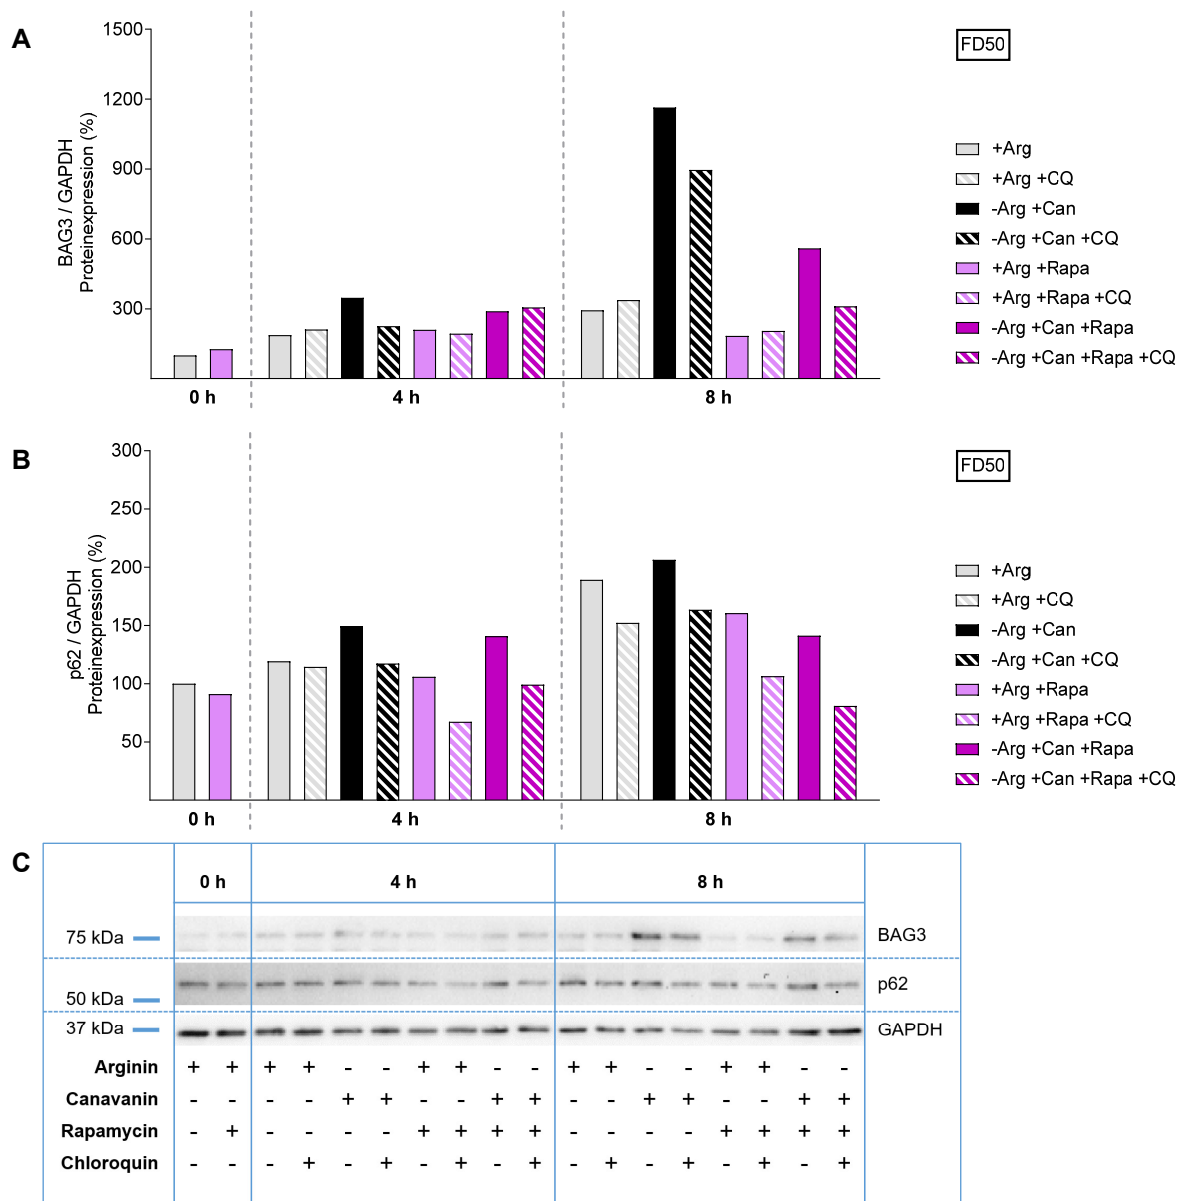 A
1500
1200
900
600
300
BAG3 / GAPDH
Proteinexpression (%)
0 h
4 h
8 h
FD50
+Arg
+Arg +CQ
-Arg +Can
-Arg +Can +CQ
+Arg +Rapa
+Arg +Rapa +CQ
-Arg +Can +Rapa
-Arg +Can +Rapa +CQ
B
300
250
200
150
100
50
p62 / GAPDH
Proteinexpression (%)
0 h
4 h
8 h
FD50
+Arg
+Arg +CQ
-Arg +Can
-Arg +Can +CQ
+Arg +Rapa
+Arg +Rapa +CQ
-Arg +Can +Rapa
-Arg +Can +Rapa +CQ
C
0 h 4 h 8 h
75 kDa BAG3
50 kDa p62
37 kDa GAPDH
Arginin + + + + - - + + - - + + - - + + - -
Canavanin - - - - + + - - + + - - + + - - + +
Rapamycin - + - - - - + + + + - - - - + + + +
Chloroquin - - - + - + - + - + - + - + - + - +